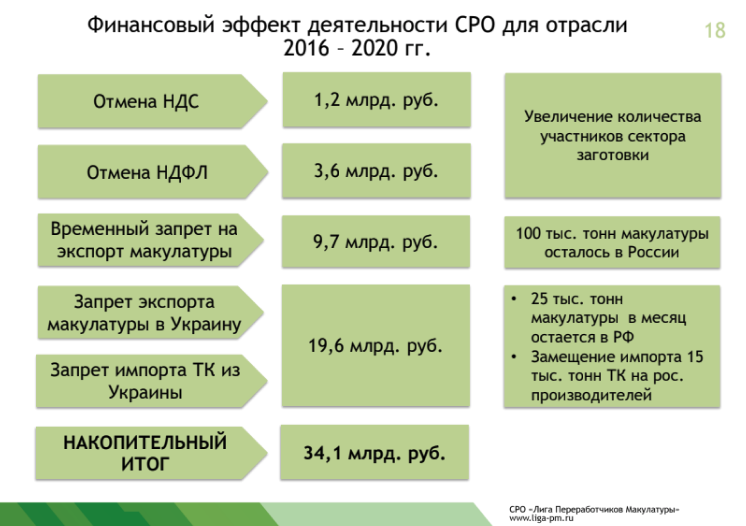 Финансовый эффект деятельности СРО для отрасли
2016 – 2020 гг.
18
Отмена НДС
1,2 млрд. руб.
Увеличение количества
участников сектора
заготовки
Отмена НДФЛ
3,6 млрд. руб.
Временный запрет на
экспорт макулатуры
9,7 млрд. руб.
100 тыс. тонн макулатуры
осталось в России
Запрет экспорта
макулатуры в Украину
19,6 млрд. руб.
• 25 тыс. тонн
макулатуры в месяц
остается в РФ
• Замещение импорта 15
тыс. тонн ТК на рос.
производителей
Запрет импорта ТК из
Украины
НАКОПИТЕЛЬНЫЙ
ИТОГ
34,1 млрд. руб.
СРО «Лига Переработчиков Макулатуры»
www.liga-pm.ru